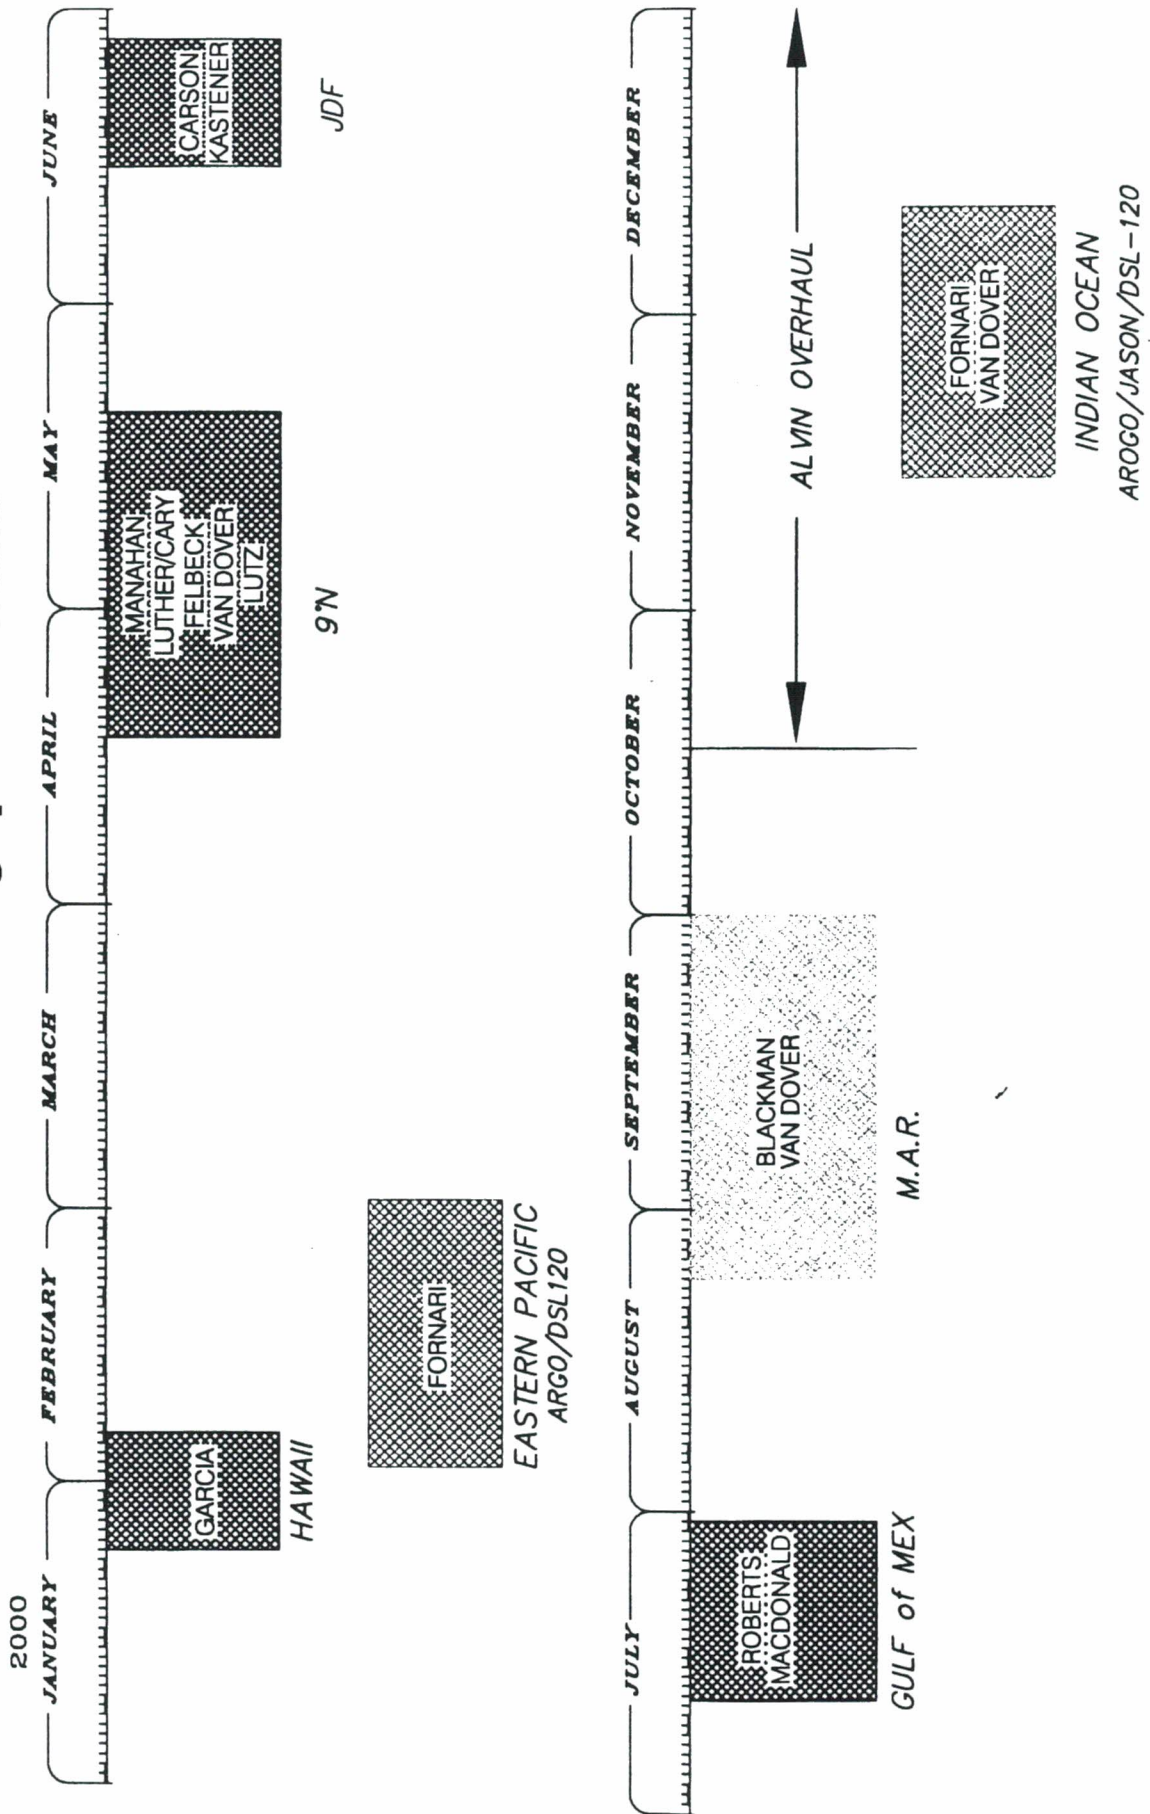 2000
JANUARY FEBRUARY MARCH APRIL MAY JUNE
GARCIA
HAWAII
MANAHAN
LUTHER/CARY
FELBECK
VAN DOVER
LUTZ
9°N
CARSON
KASTENER
JDF
FORNARI
EASTERN PACIFIC
ARGO/DSL120
JULY AUGUST SEPTEMBER OCTOBER NOVEMBER DECEMBER
ROBERTS
MACDONALD
GULF of MEX
BLACKMAN
VAN DOVER
M.A.R.
ALVIN OVERHAUL
FORNARI
VAN DOVER
INDIAN OCEAN
AROGO/JASON/DSL-120